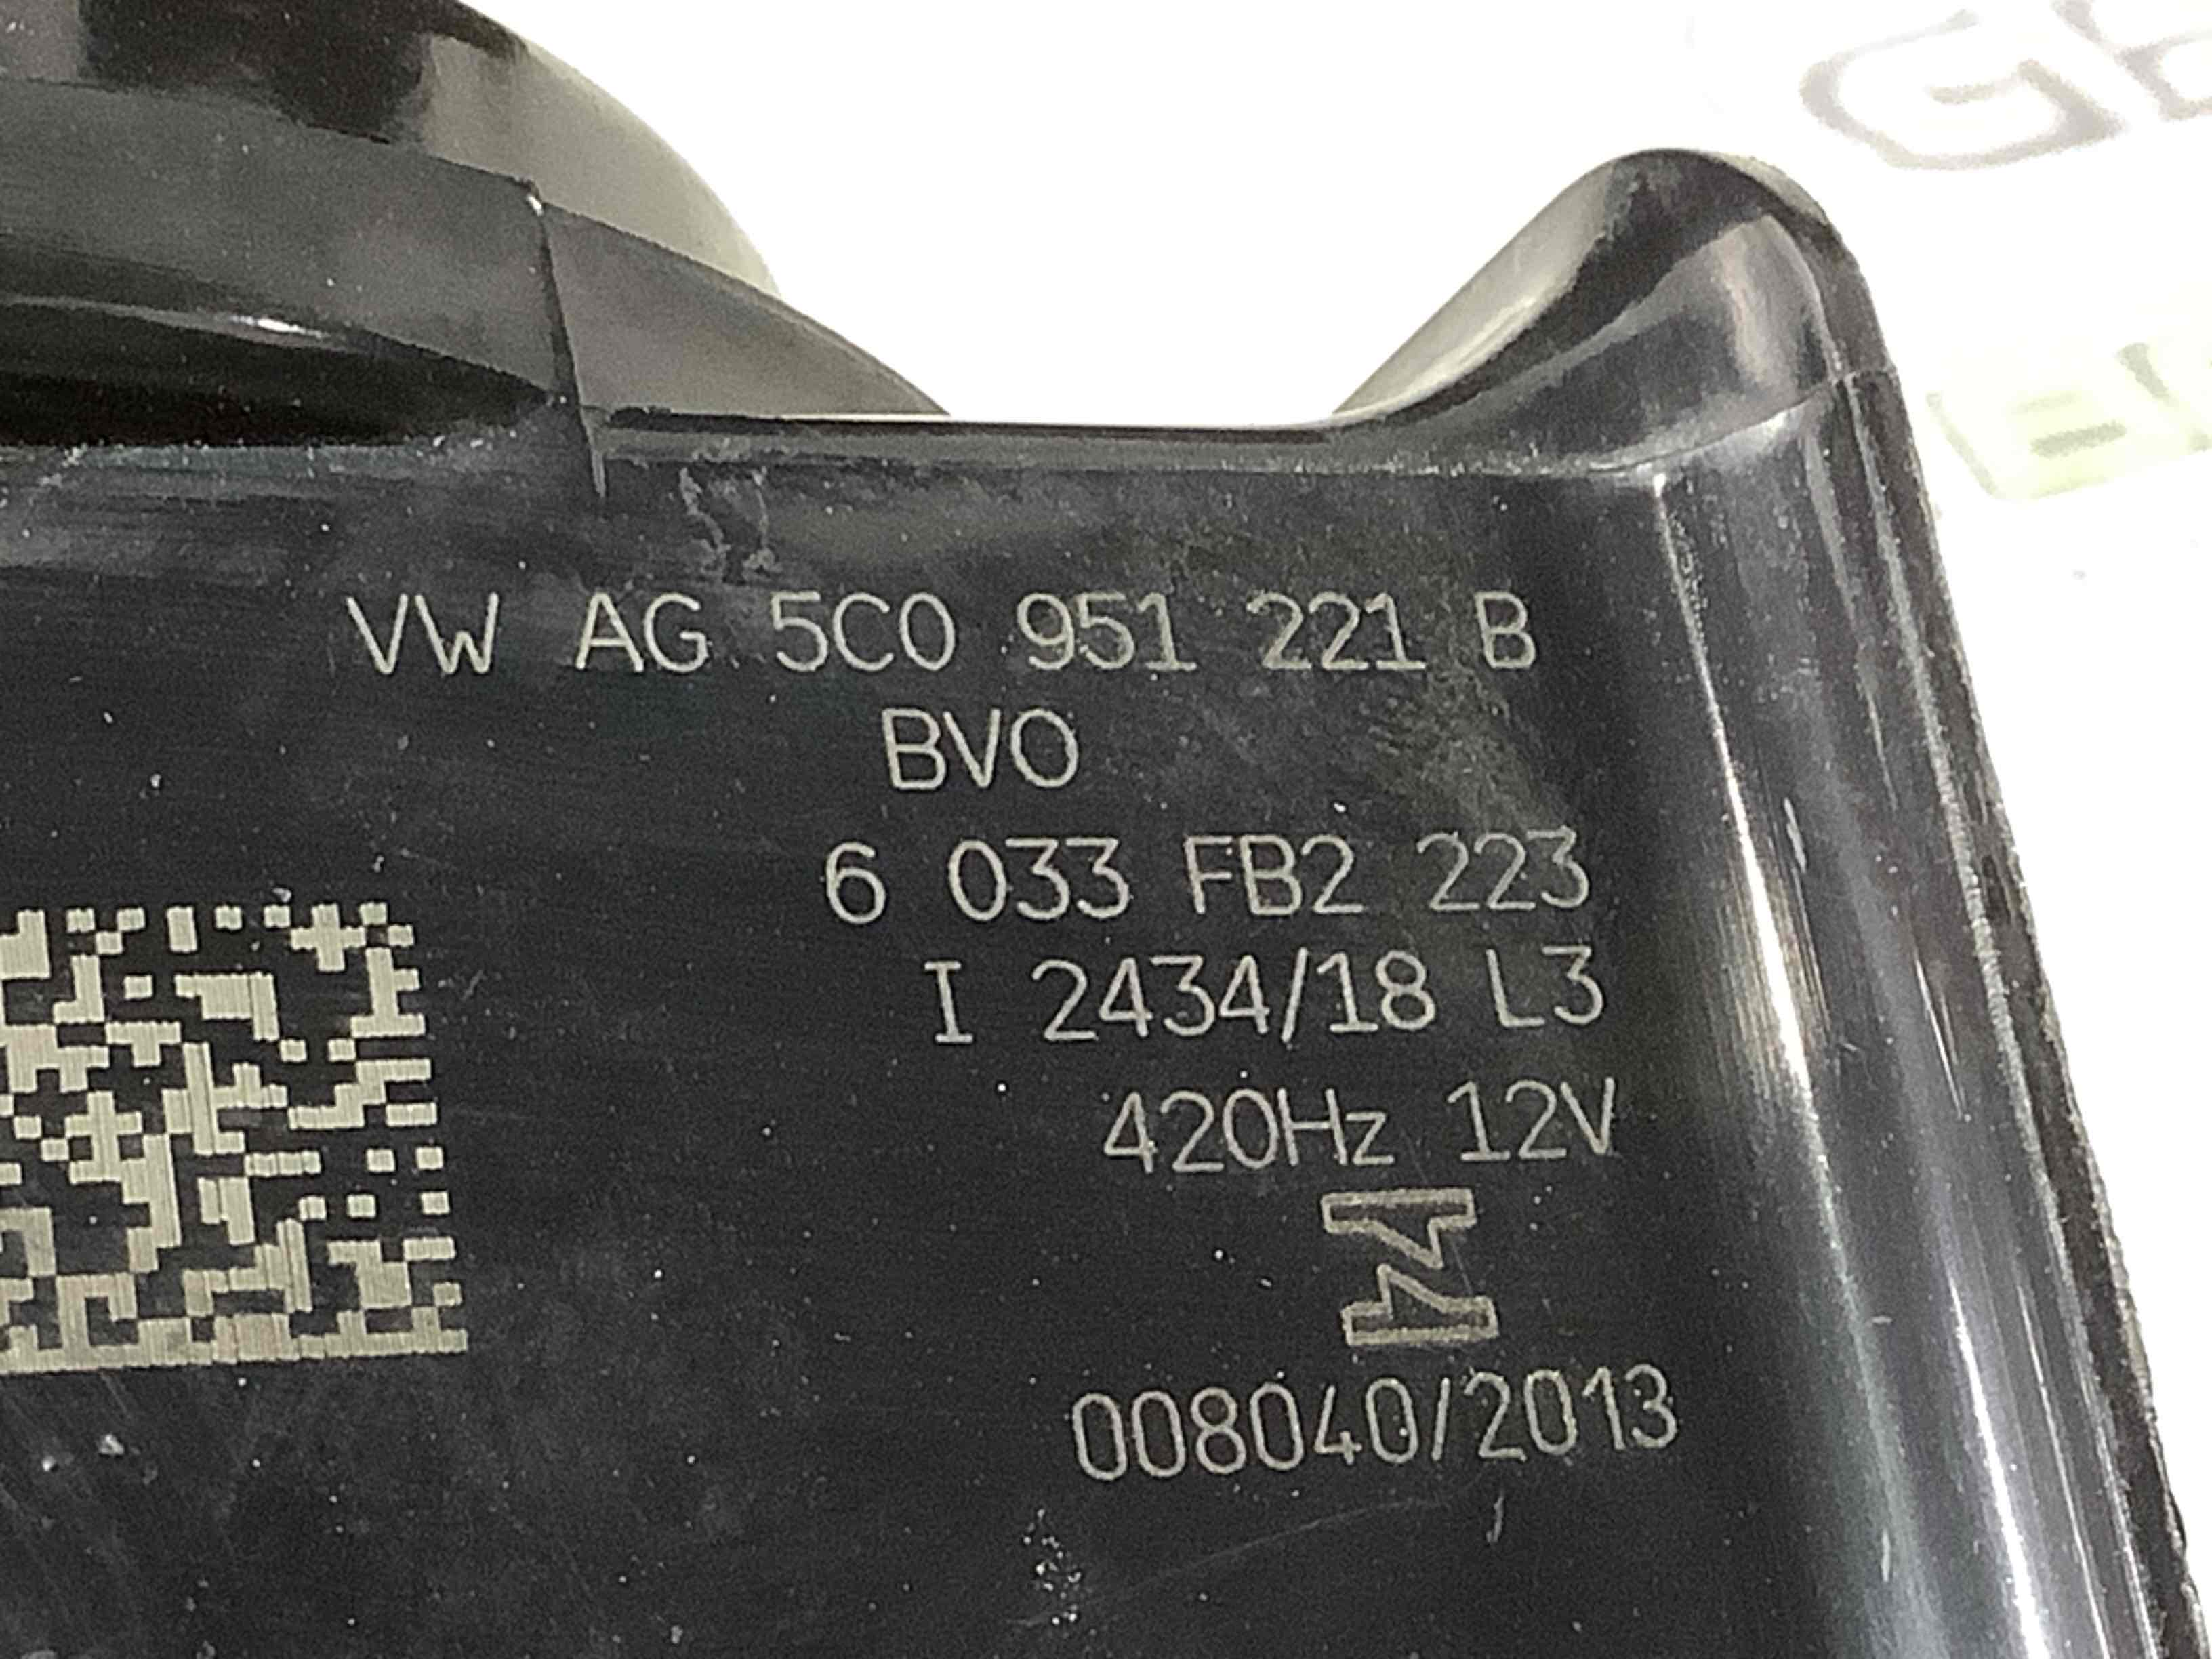 VW AG 5C0 951 221 B
BVO
6 033 FB2 223
I 2434/18 L3
420Hz 12V
008040/2013